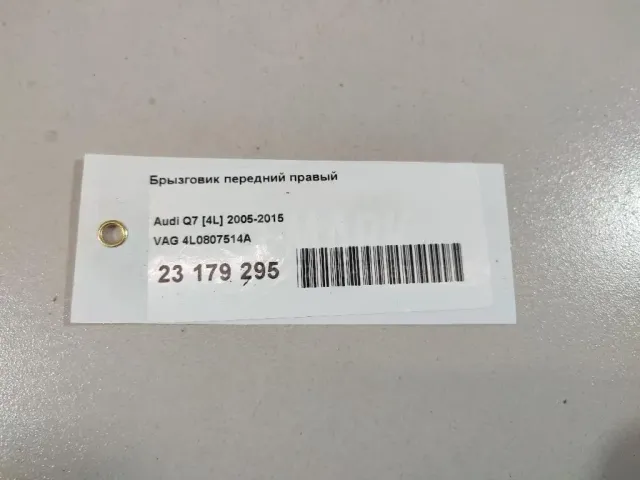 Брызговик передний правый
Audi Q7 [4L] 2005-2015
VAG 4L0807514A
23 179 295